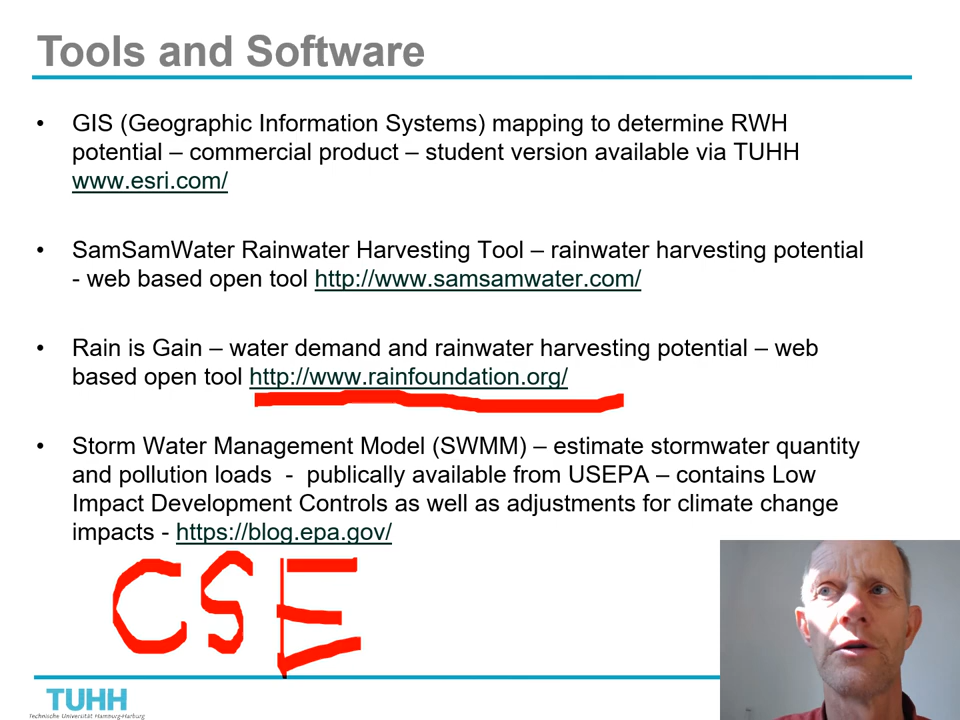 Tools and Software
• GIS (Geographic Information Systems) mapping to determine RWH
potential – commercial product – student version available via TUHH
www.esri.com/
• SamSamWater Rainwater Harvesting Tool – rainwater harvesting potential
- web based open tool http://www.samsamwater.com/
• Rain is Gain – water demand and rainwater harvesting potential – web
based open tool http://www.rainfoundation.org/
• Storm Water Management Model (SWMM) – estimate stormwater quantity
and pollution loads - publically available from USEPA – contains Low
Impact Development Controls as well as adjustments for climate change
impacts - https://blog.epa.gov/
CSE
TUHH
Technische Universität Hamburg-Harburg